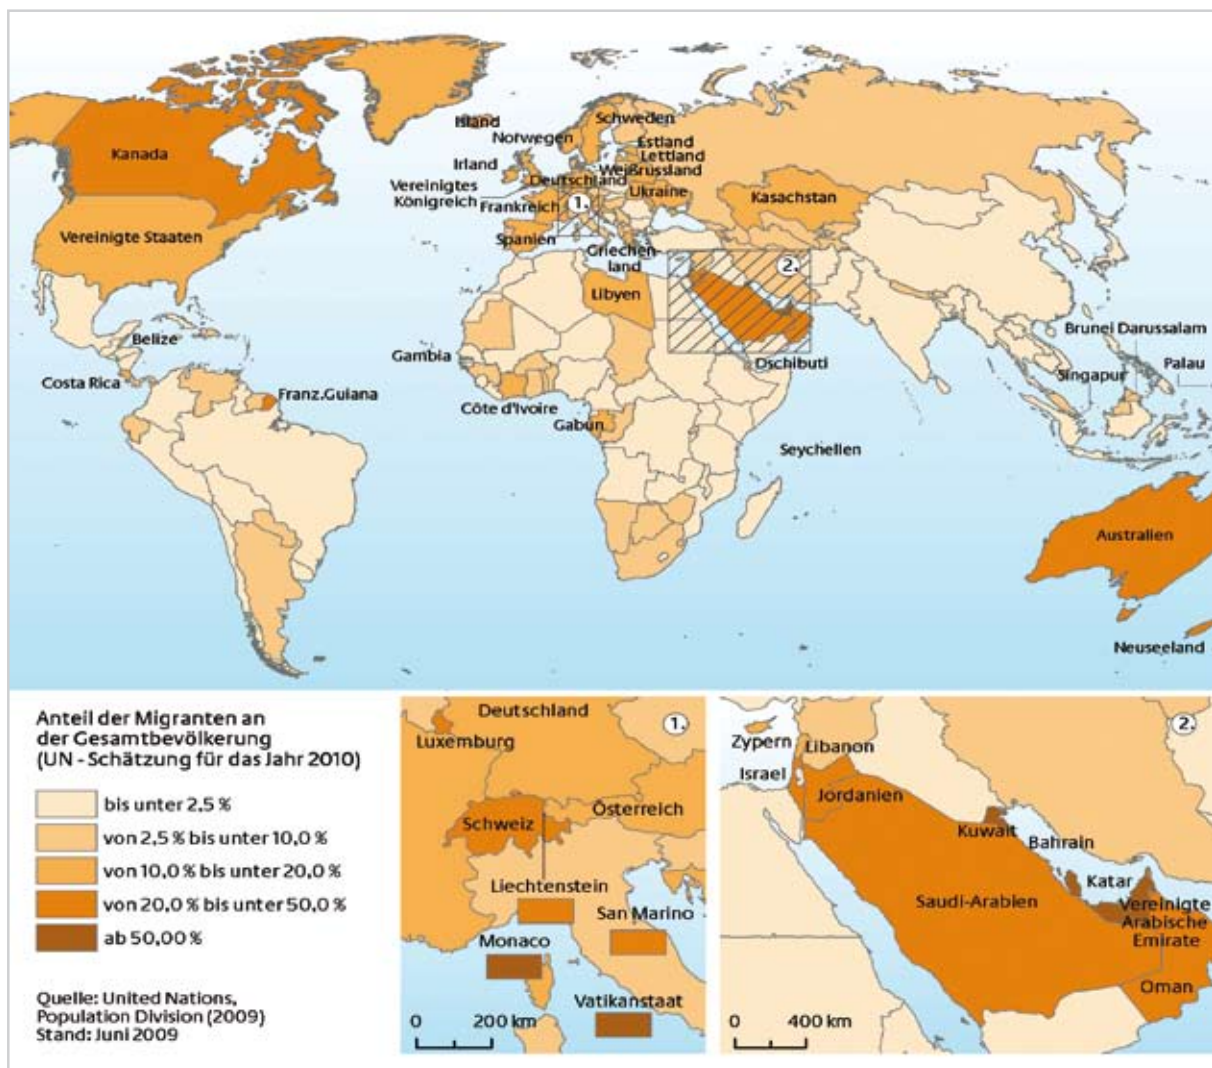 Kanada
Vereinigte Staaten
Belize
Costa Rica
Franz.Guiana
Island
Norwegen
Schweden
Estland
Lettland
Irland
Weißrussland
Deutschland
Vereinigtes
Königreich
Ukraine
Frankreich
1.
Kasachstan
Spanien
Griechen-
land
2.
Libyen
Gambia
Dschibuti
Côte d'Ivoire
Gabun
Seychellen
Brunei Darussalam
Palau
Singapur
Australien
Neuseeland
Anteil der Migranten an
der Gesamtbevölkerung
(UN - Schätzung für das Jahr 2010)
bis unter 2.5 %
von 2,5 % bis unter 10,0 %
von 10,0 % bis unter 20,0 %
von 20,0 % bis unter 50,0 %
ab 50,00 %
Quelle: United Nations,
Population Division (2009)
Stand: Juni 2009
Deutschland
1.
Luxemburg
Österreich
Schweiz
Liechtenstein
San Marino
Monaco
Vatikanstaat
0 200 km
2.
Zypern
Libanon
Israel
Jordanien
Kuwait
Bahrain
Katar
Saudi-Arabien
Vereinigte
Arabische
Emirate
Oman
0 400 km